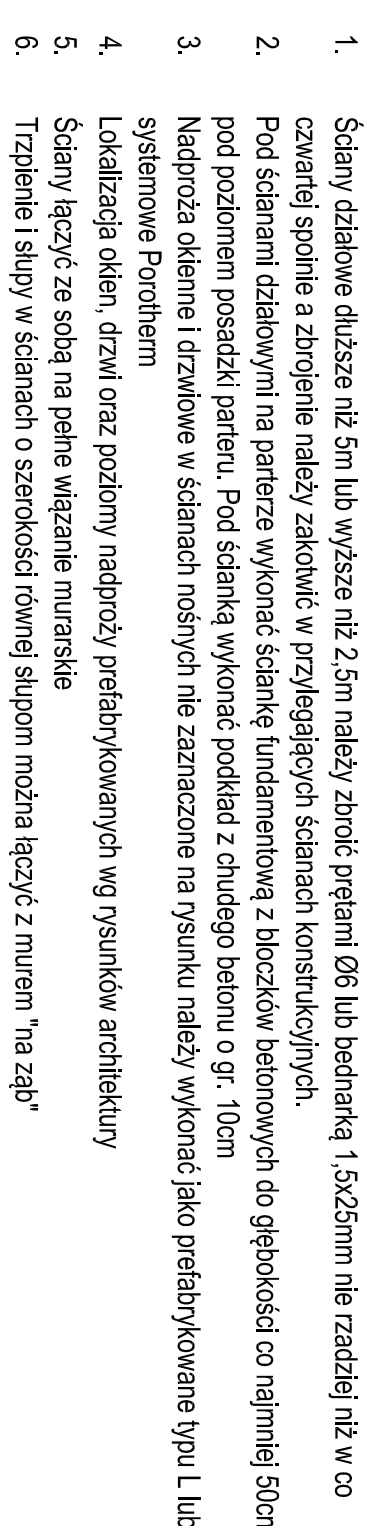 1. Ściany działowe dłuższe niż 5m lub wyższe niż 2,5m należy zbroić prętami Ø6 lub bednarką 1,5x25mm nie rzadziej niż w co
czwartej spoinie a zbrojenie należy zakotwić w przylegających ścianach konstrukcyjnych.
2. Pod ścianami działowymi na parterze wykonać ściankę fundamentową z bloczków betonowych do głębokości co najmniej 50cm
pod poziomem posadzki parteru. Pod ścianką wykonać podkład z chudego betonu o gr. 10cm
3. Nadproża okienne i drzwiowe w ścianach nośnych nie zaznaczone na rysunku należy wykonać jako prefabrykowane typu L lub
systemowe Porotherm
4. Lokalizacja okien, drzwi oraz poziomy nadproży prefabrykowanych wg rysunków architektury
5. Ściany łączyć ze sobą na pełne wiązanie murarskie
6. Trzpienie i słupy w ścianach o szerokości równej słupom można łączyć z murem "na ząb"